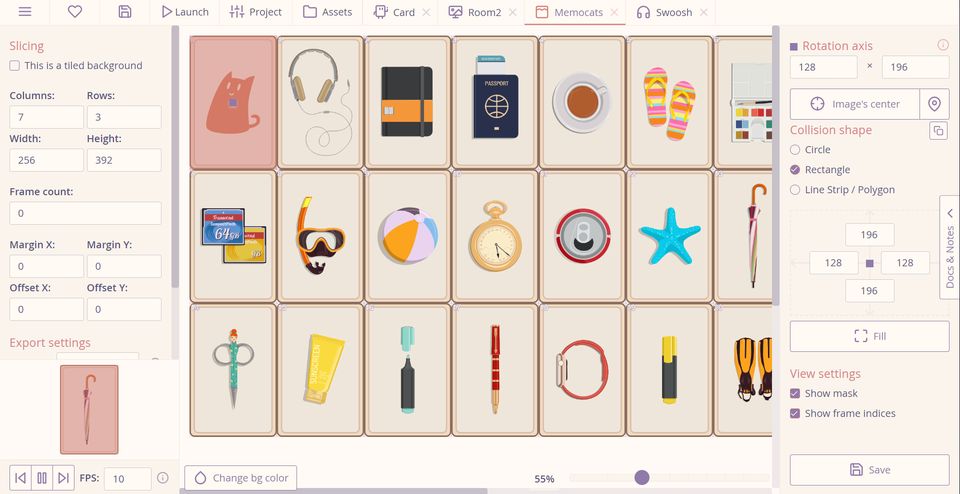 Launch
Project
Assets
Card
Room2
Memocats
Swoosh
Slicing
This is a tiled background
Columns:
Rows:
7
3
Width:
Height:
256
392
Frame count:
0
Margin X:
Margin Y:
0
0
Offset X:
Offset Y:
0
0
Export settings
FPS:
10
PASSPORT
64GB
SUNSCREEN
Change bg color
55%
Rotation axis
128
×
196
Image's center
Collision shape
Circle
Rectangle
Line Strip / Polygon
196
128
128
196
Fill
View settings
Show mask
Show frame indices
Save
Docs & Notes